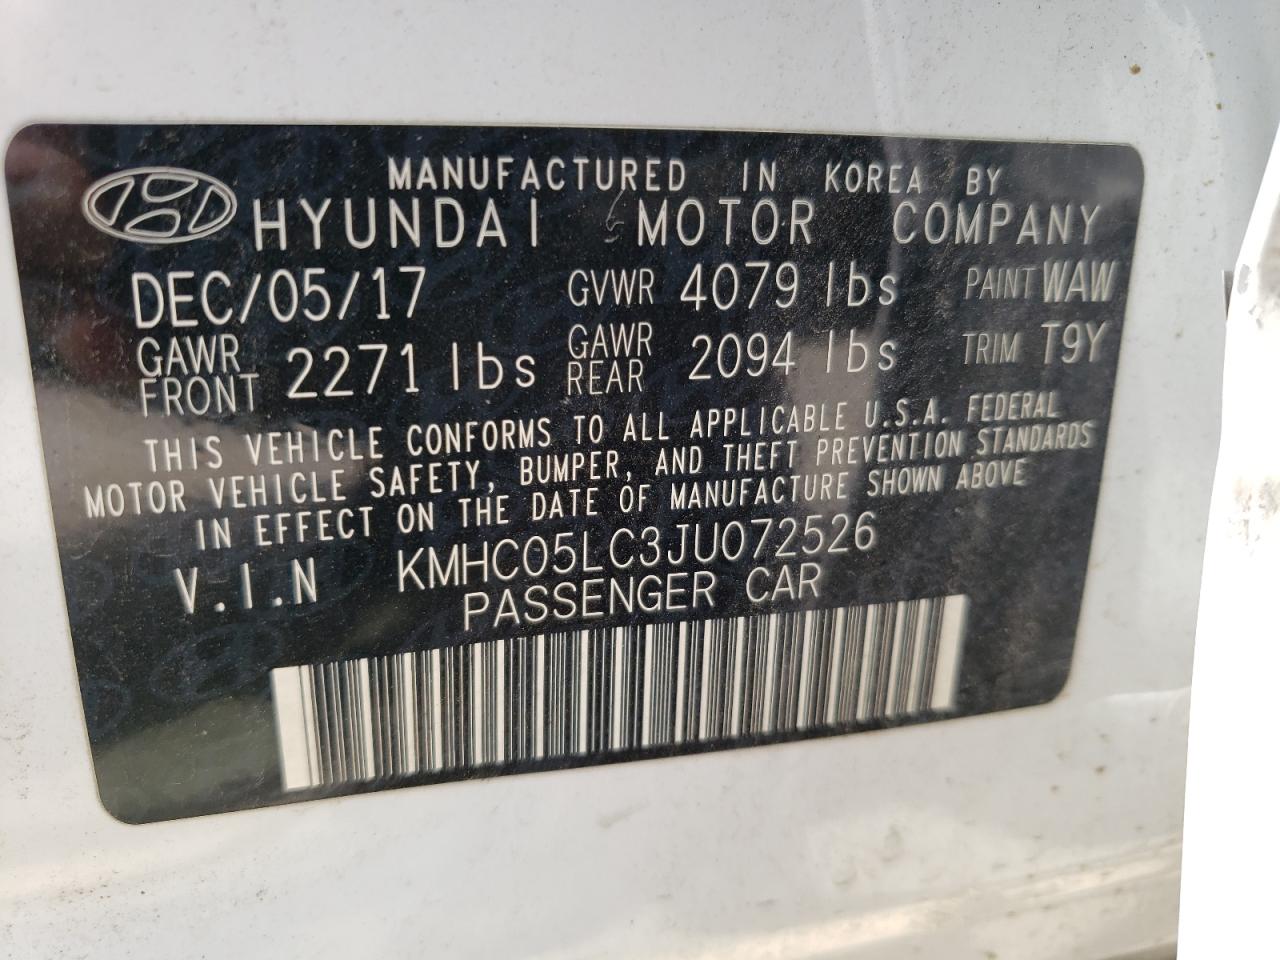 MANUFACTURED IN KOREA BY
HYUNDAI MOTOR COMPANY
DEC/05/17 GVWR 4079 lbs PAINT WAW
GAWR FRONT 2271 lbs GAWR REAR 2094 lbs TRIM T9Y
THIS VEHICLE CONFORMS TO ALL APPLICABLE U.S.A. FEDERAL
MOTOR VEHICLE SAFETY, BUMPER, AND THEFT PREVENTION STANDARDS
IN EFFECT ON THE DATE OF MANUFACTURE SHOWN ABOVE
V.I.N KMHC05LC3JU072526
PASSENGER CAR